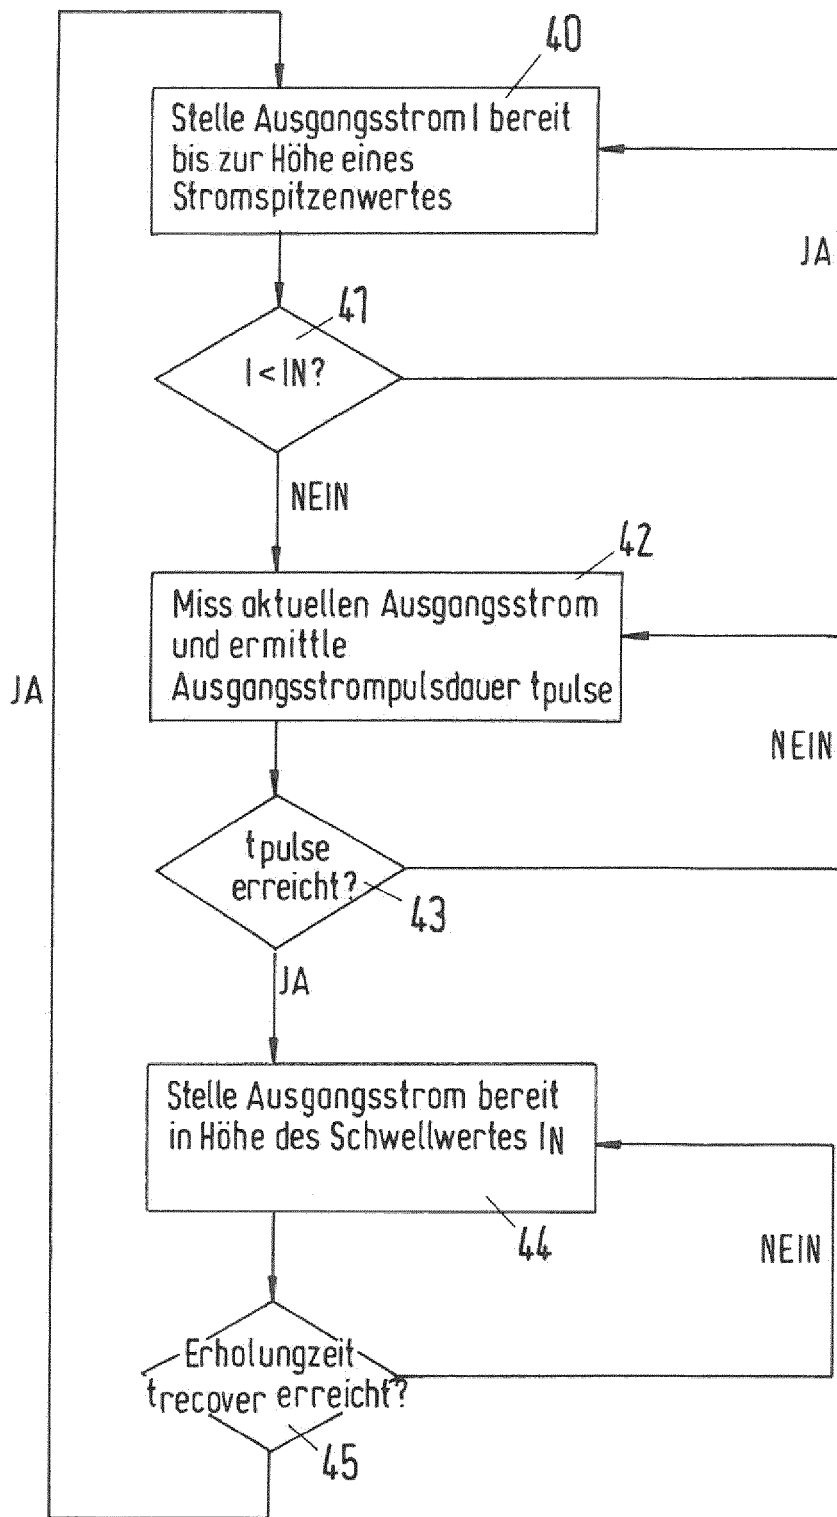 40
Stelle Ausgangsstrom I bereit
bis zur Höhe eines
Stromspitzenwertes
JA
41
I < IN?
NEIN
42
Miss aktuellen Ausgangsstrom
und ermittle
Ausgangsstrompulsdauer tpulse
JA
NEIN
tpulse
erreicht?
43
JA
Stelle Ausgangsstrom bereit
in Höhe des Schwellwertes IN
44
NEIN
Erholungzeit
trecover erreicht?
45